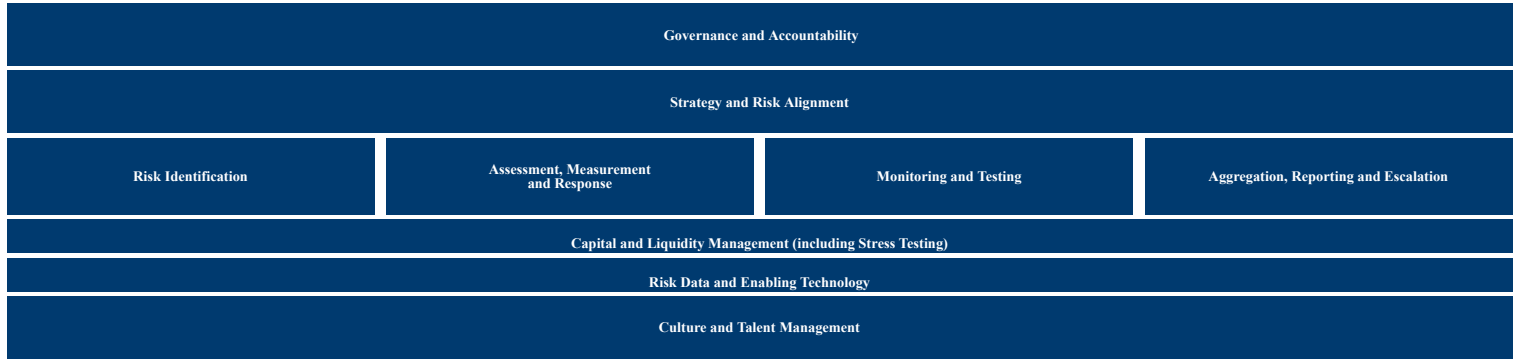 Governance and Accountability
Strategy and Risk Alignment
Risk Identification
Assessment, Measurement
and Response
Monitoring and Testing
Aggregation, Reporting and Escalation
Capital and Liquidity Management (including Stress Testing)
Risk Data and Enabling Technology
Culture and Talent Management